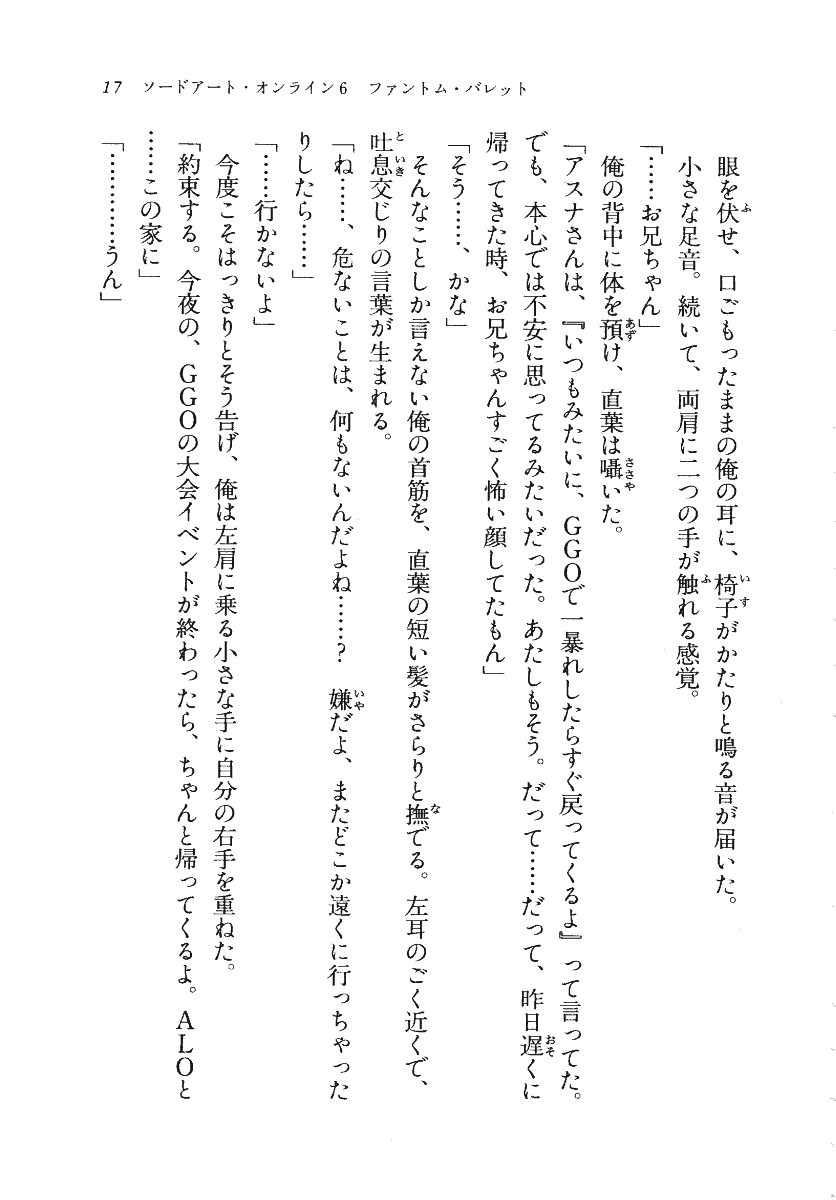 17 ソードアート・オンライン6 ファントム・バレット
眼を伏せ、口ごもったままの俺の耳に、椅子がかたりと鳴る音が届いた。
小さな足音。続いて、両肩に二つの手が触れる感覚。
「……お兄ちゃん」
俺の背中に体を預け、直葉は囁いた。
「アスナさんは、『いつもみたいに、GGOで一暴れしたらすぐ戻ってくるよ』って言ってた。
でも、本心では不安に思ってるみたいだった。あたしもそう。だって……だって、昨日遅くに
帰ってきた時、お兄ちゃんすごく怖い顔してたもん」
「そう……、かな」
そんなことしか言えない俺の首筋を、直葉の短い髪がさらりと撫でる。左耳のごく近くで、
吐息交じりの言葉が生まれる。
「ね……、危ないことは、何もないんだよね……? 嫌だよ、またどこか遠くに行っちゃった
りしたら……」
「……行かないよ」
今度こそはっきりとそう告げ、俺は左肩に乗る小さな手に自分の右手を重ねた。
「約束する。今夜の、GGOの大会イベントが終わったら、ちゃんと帰ってくるよ。ALOと
……この家に」
「…………うん」